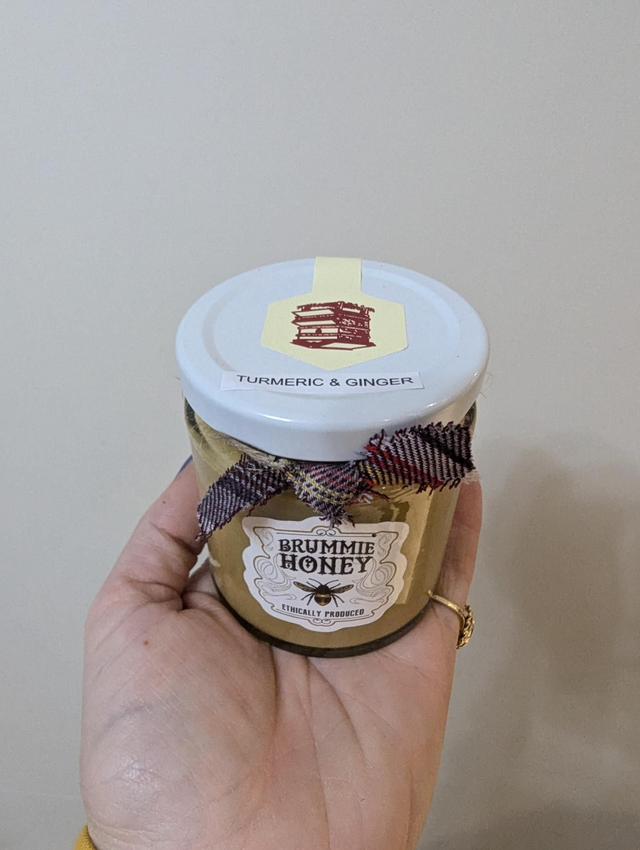 TURMERIC & GINGER
BRUMMIE
HONEY
ETHICALLY PRODUCED